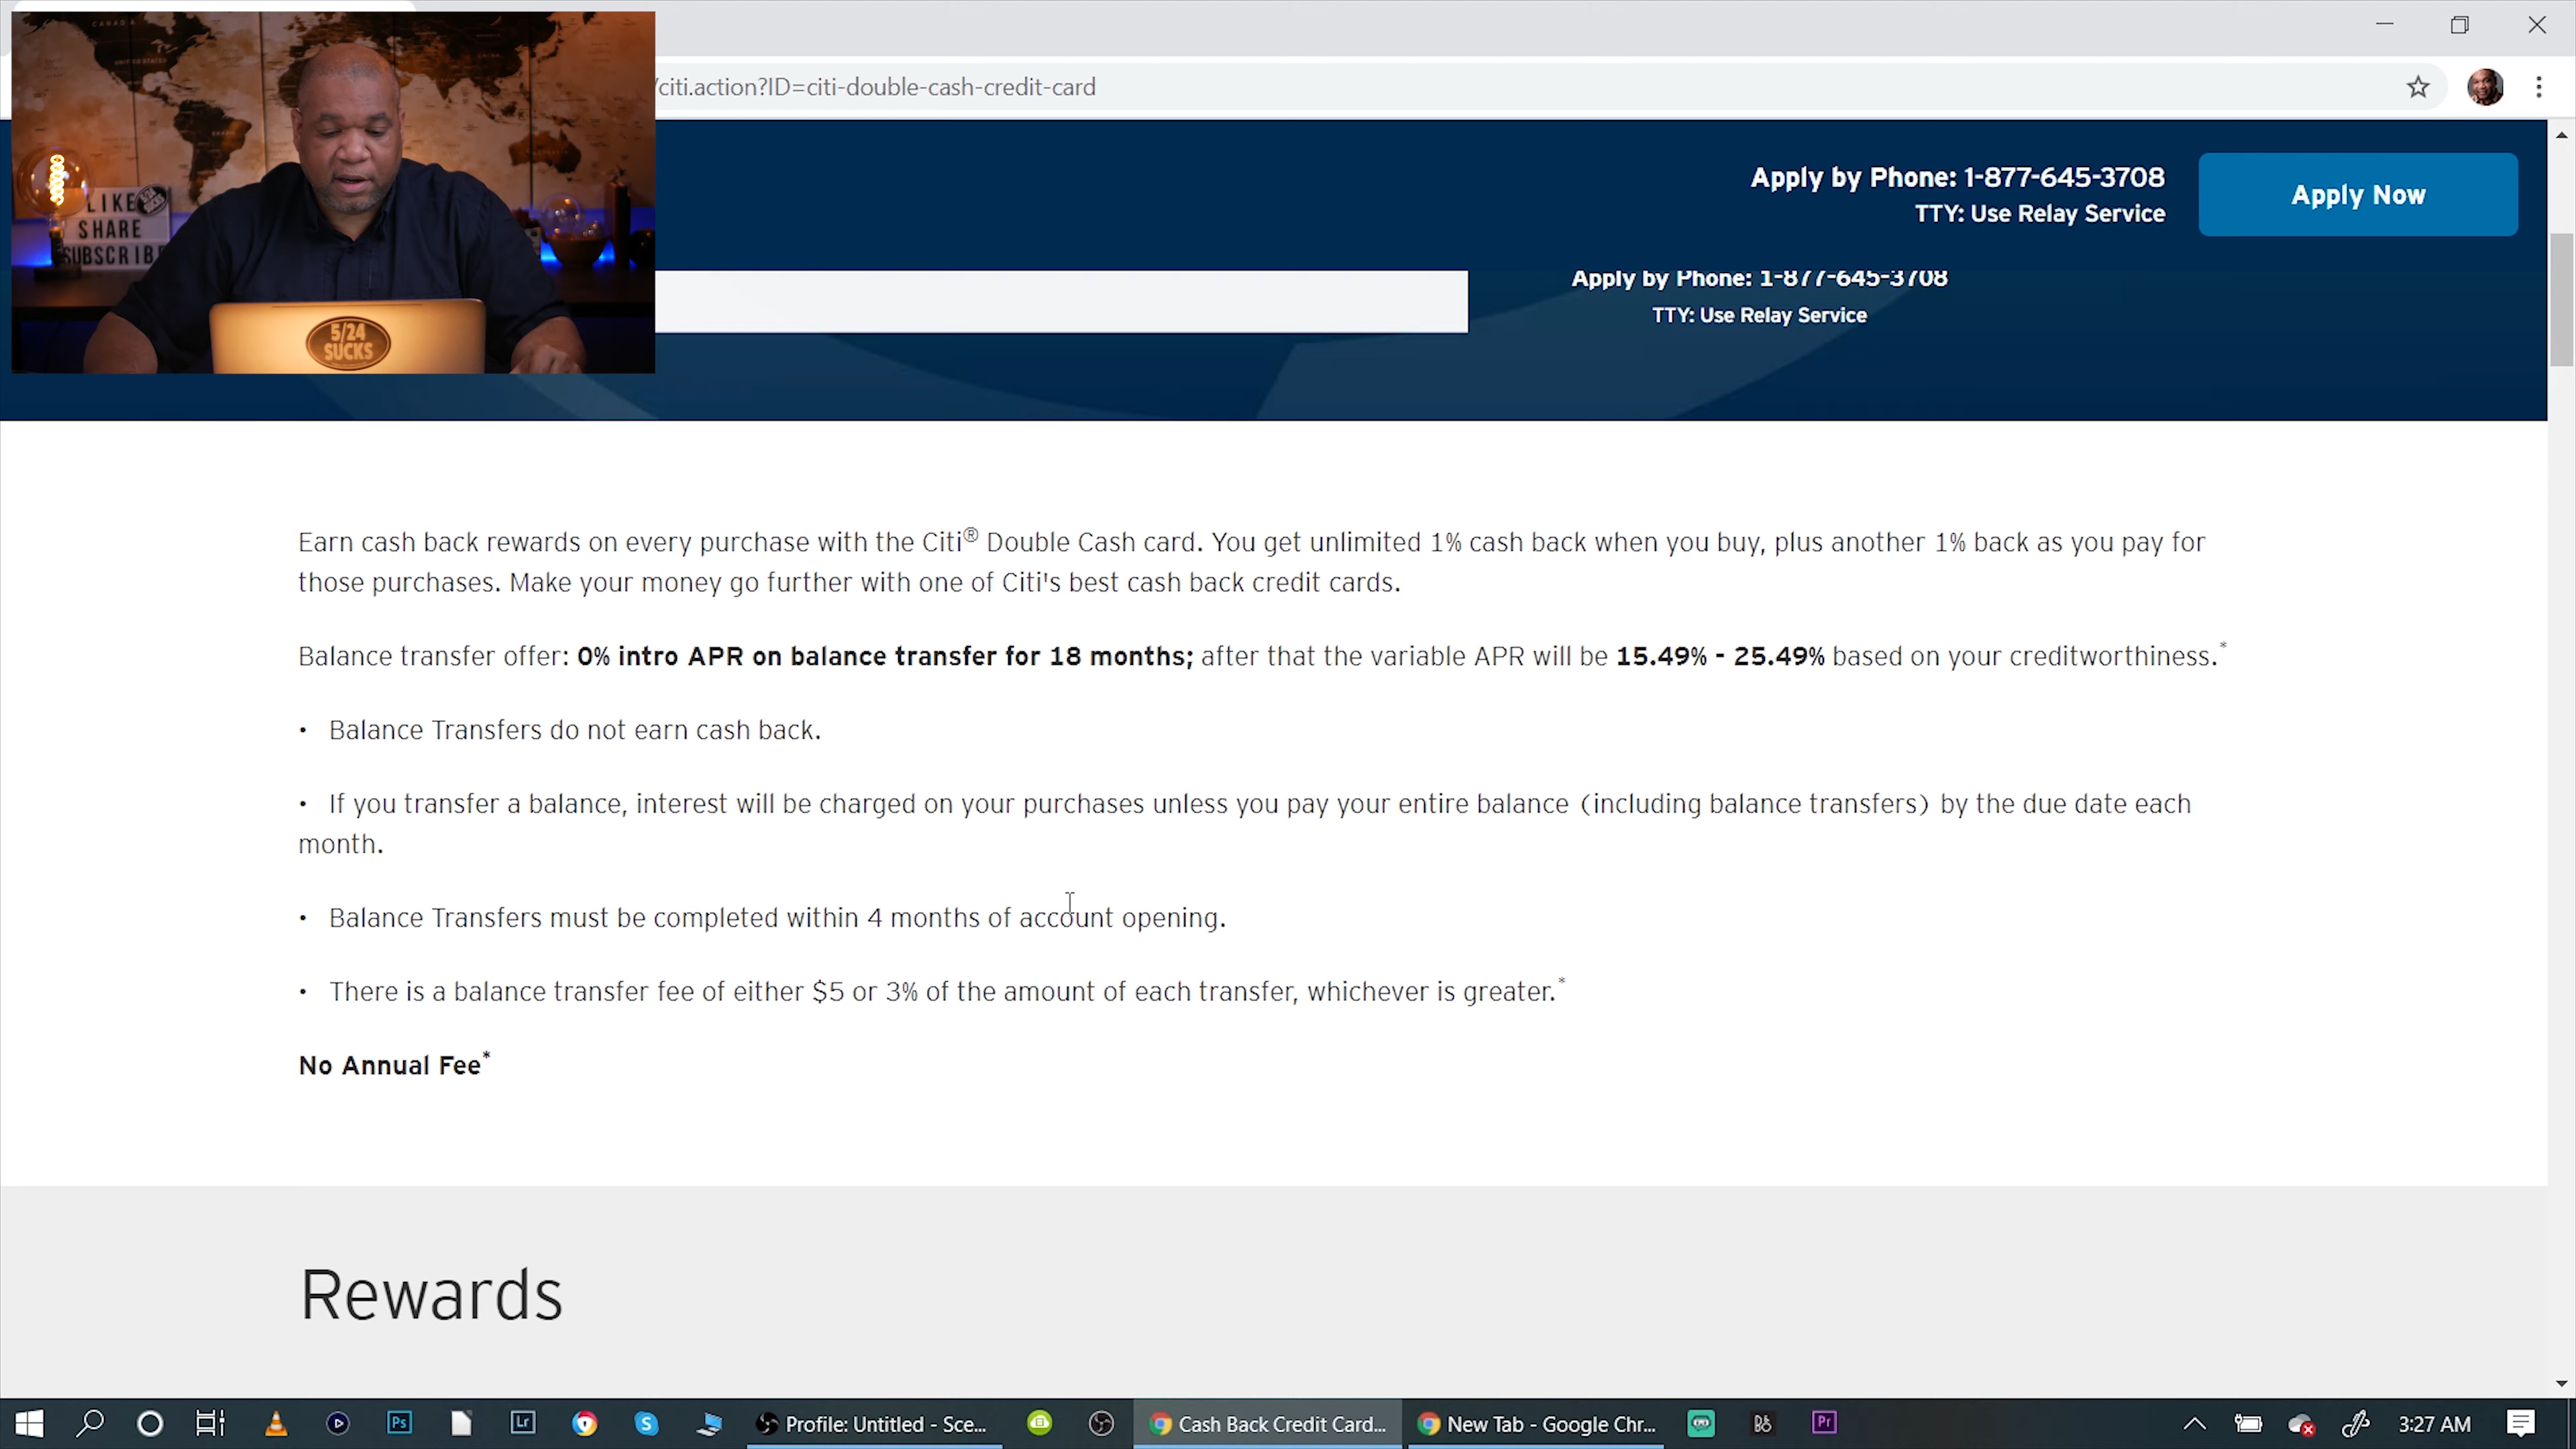 /citi.action?ID=citi-double-cash-credit-card
LIKE
SHARE
SUBSCRIBE
5/24
SUCKS
Apply by Phone: 1-877-645-3708
TTY: Use Relay Service
Apply Now
Apply by Phone: 1-877-645-3708
TTY: Use Relay Service
Earn cash back rewards on every purchase with the Citi® Double Cash card. You get unlimited 1% cash back when you buy, plus another 1% back as you pay for
those purchases. Make your money go further with one of Citi's best cash back credit cards.
Balance transfer offer: 0% intro APR on balance transfer for 18 months; after that the variable APR will be 15.49% - 25.49% based on your creditworthiness.*
• Balance Transfers do not earn cash back.
• If you transfer a balance, interest will be charged on your purchases unless you pay your entire balance (including balance transfers) by the due date each
month.
• Balance Transfers must be completed within 4 months of account opening.
• There is a balance transfer fee of either $5 or 3% of the amount of each transfer, whichever is greater.*
No Annual Fee*
Rewards
Ps
Lr
S
Profile: Untitled - Sce...
Cash Back Credit Card...
New Tab - Google Chr...
Pr
3:27 AM